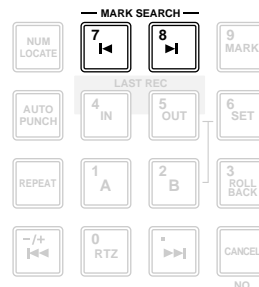 MARK SEARCH
NUM LOCATE
7
8
9 MARK
LAST REC
AUTO PUNCH
4 IN
5 OUT
6 SET
REPEAT
1 A
2 B
3 ROLL BACK
−/+
0 RTZ
.
CANCEL
NO